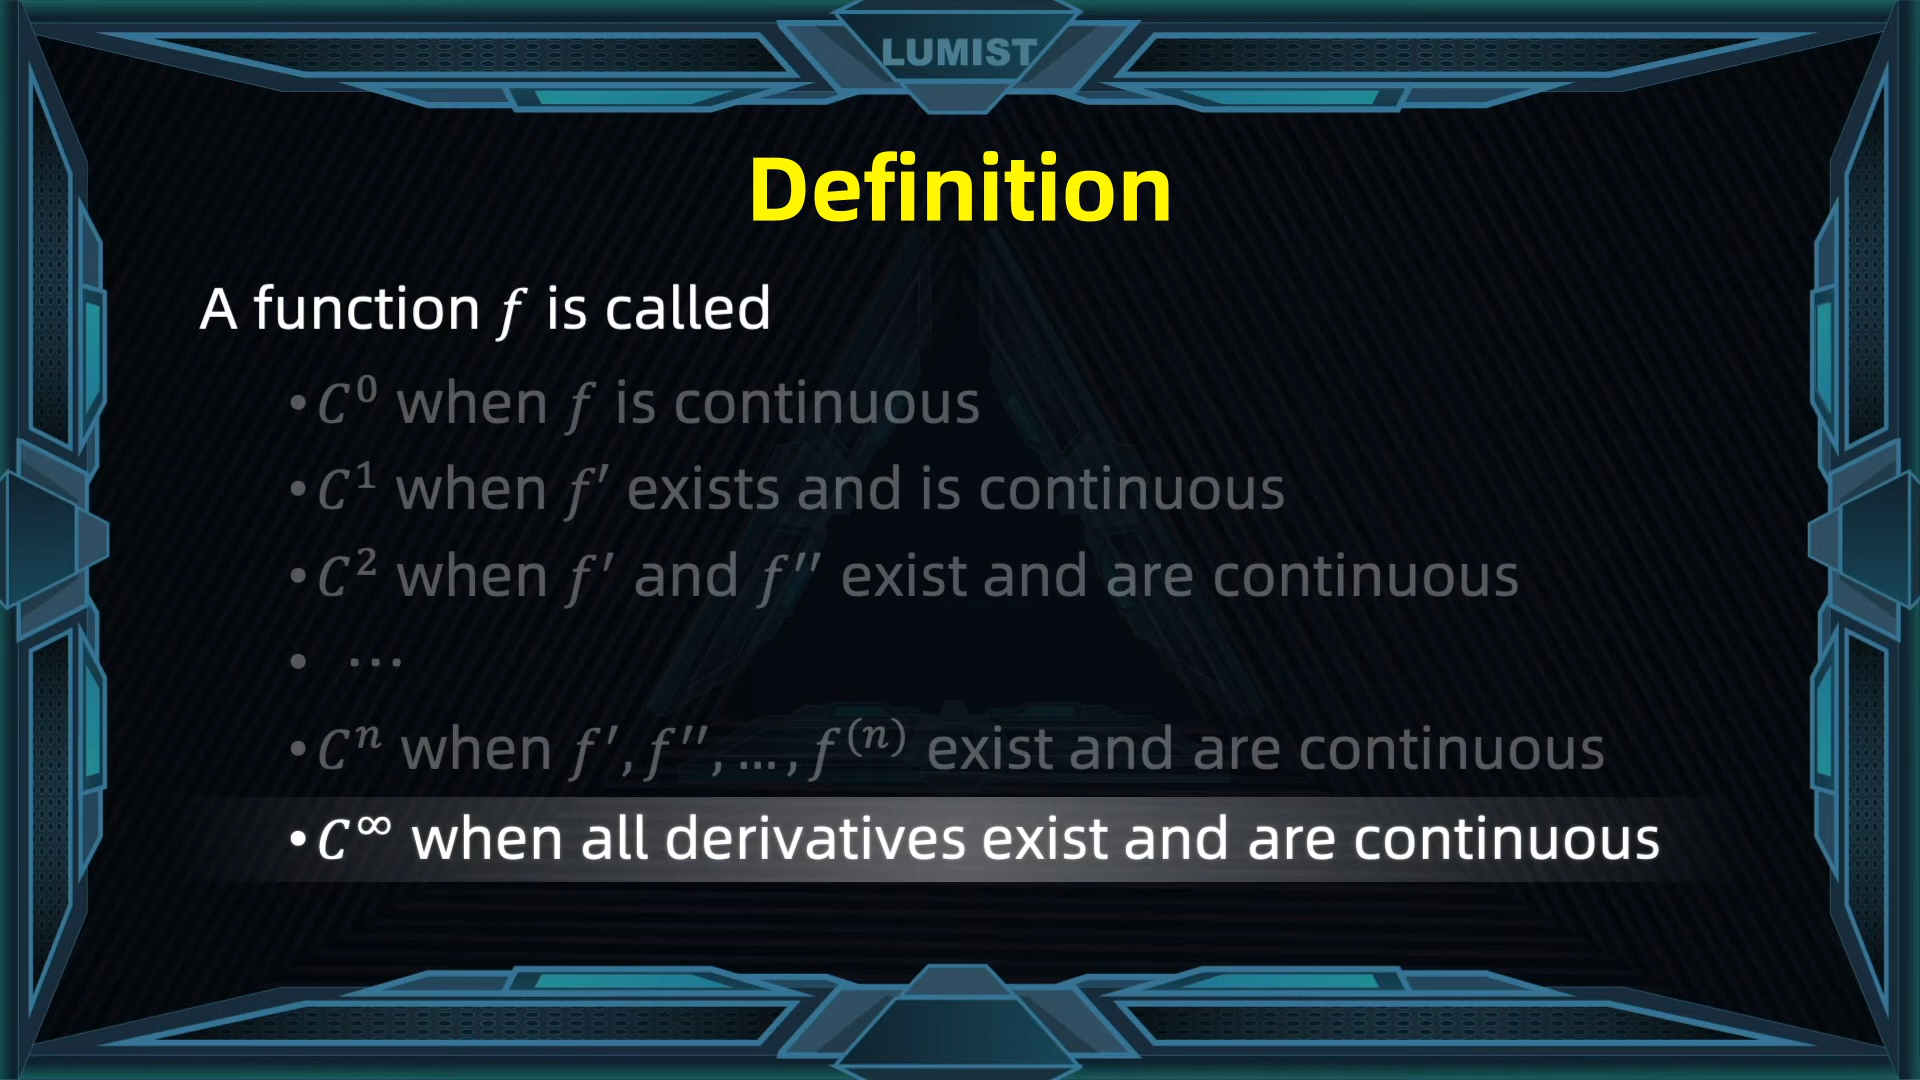 LUMIST
Definition
A function 𝑓 is called
• 𝐶⁰ when 𝑓 is continuous
• 𝐶¹ when 𝑓′ exists and is continuous
• 𝐶² when 𝑓′ and 𝑓′′ exist and are continuous
• ⋯
• 𝐶ⁿ when 𝑓′, 𝑓′′, …, 𝑓⁽ⁿ⁾ exist and are continuous
• 𝐶^∞ when all derivatives exist and are continuous